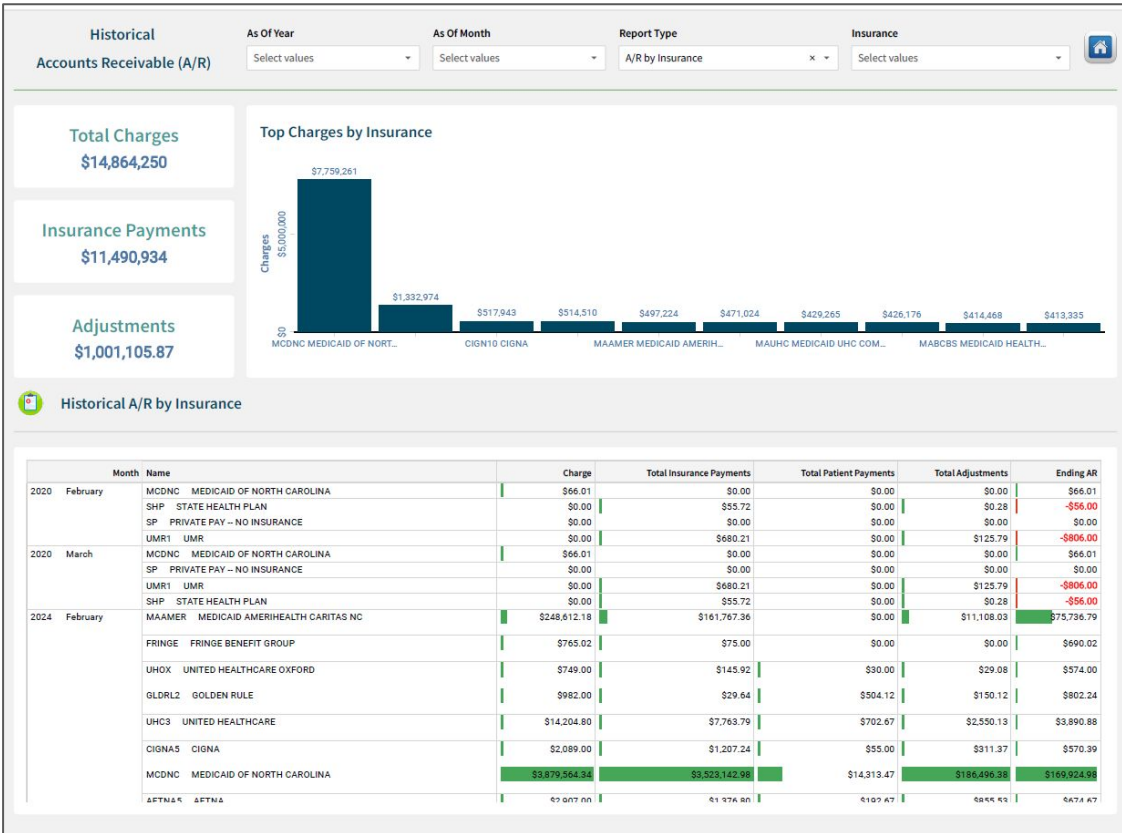 Historical
Accounts Receivable (A/R)
As Of Year
As Of Month
Report Type
Insurance
Select values
Select values
A/R by Insurance
Select values
Total Charges
$14,864,250
Insurance Payments
$11,490,934
Adjustments
$1,001,105.87
Top Charges by Insurance
Charges
$5,000,000
$0
$7,759,261
$1,332,974
$517,943
$514,510
$497,224
$471,024
$429,265
$426,176
$414,468
$413,335
MCDNC MEDICAID OF NORT...
CIGN10 CIGNA
MAAMER MEDICAID AMERIH...
MAUHC MEDICAID UHC COM...
MABCBS MEDICAID HEALTH...
Historical A/R by Insurance
Month Name Charge Total Insurance Payments Total Patient Payments Total Adjustments Ending AR
2020 February MCDNC MEDICAID OF NORTH CAROLINA $66.01 $0.00 $0.00 $0.00 $66.01
SHP STATE HEALTH PLAN $0.00 $55.72 $0.00 $0.28 -$56.00
SP PRIVATE PAY -- NO INSURANCE $0.00 $0.00 $0.00 $0.00 $0.00
UMR1 UMR $0.00 $680.21 $0.00 $125.79 -$806.00
2020 March MCDNC MEDICAID OF NORTH CAROLINA $66.01 $0.00 $0.00 $0.00 $66.01
SP PRIVATE PAY -- NO INSURANCE $0.00 $0.00 $0.00 $0.00 $0.00
UMR1 UMR $0.00 $680.21 $0.00 $125.79 -$806.00
SHP STATE HEALTH PLAN $0.00 $55.72 $0.00 $0.28 -$56.00
2024 February MAAMER MEDICAID AMERIHEALTH CARITAS NC $248,612.18 $161,767.36 $0.00 $11,108.03 $75,736.79
FRINGE FRINGE BENEFIT GROUP $765.02 $75.00 $0.00 $0.00 $690.02
UHOX UNITED HEALTHCARE OXFORD $749.00 $145.92 $30.00 $29.08 $574.00
GLDRL2 GOLDEN RULE $982.00 $29.64 $504.12 $150.12 $802.24
UHC3 UNITED HEALTHCARE $14,204.80 $7,763.79 $702.67 $2,550.13 $3,890.88
CIGNA5 CIGNA $2,089.00 $1,207.24 $55.00 $311.37 $570.39
MCDNC MEDICAID OF NORTH CAROLINA $3,879,564.34 $3,523,142.98 $14,313.47 $186,496.38 $169,924.98
AETNA5 AETNA $2,907.00 $1,376.80 $192.67 $855.53 $674.67